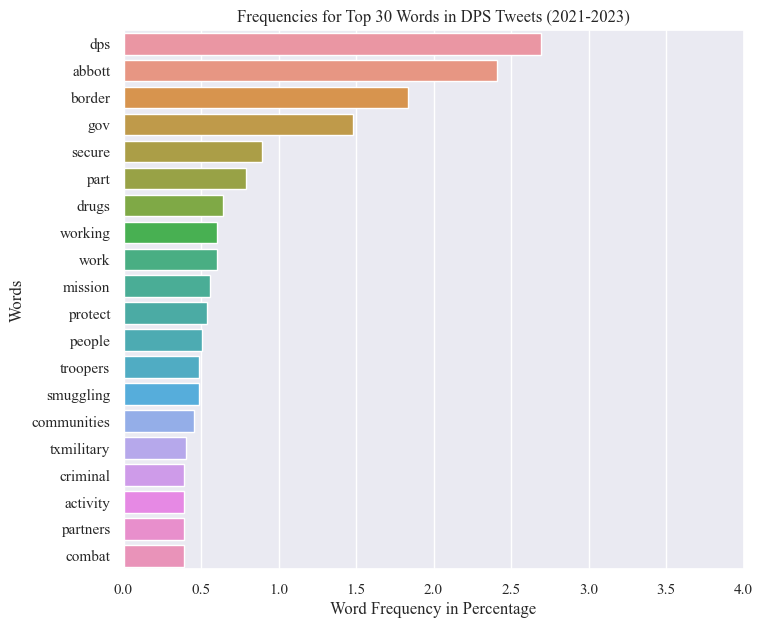 Frequencies for Top 30 Words in DPS Tweets (2021-2023)
dps
abbott
border
gov
secure
part
drugs
working
work
mission
protect
people
troopers
smuggling
communities
txmilitary
criminal
activity
partners
combat
Words
0.0 0.5 1.0 1.5 2.0 2.5 3.0 3.5 4.0
Word Frequency in Percentage